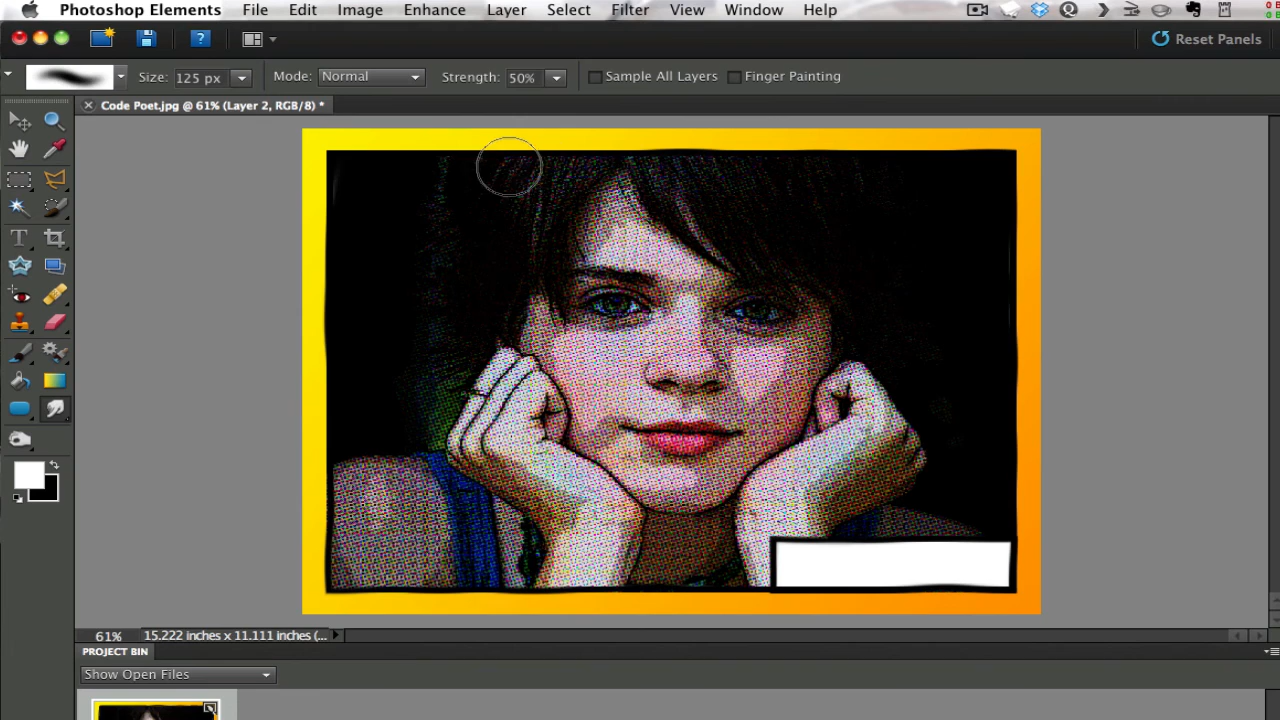 Photoshop Elements File Edit Image Enhance Layer Select Filter View Window Help
Reset Panels
Size: 125 px Mode: Normal Strength: 50% Sample All Layers Finger Painting
Code Poet.jpg @ 61% (Layer 2, RGB/8) *
T
61% 15.222 inches x 11.111 inches (...
PROJECT BIN
Show Open Files